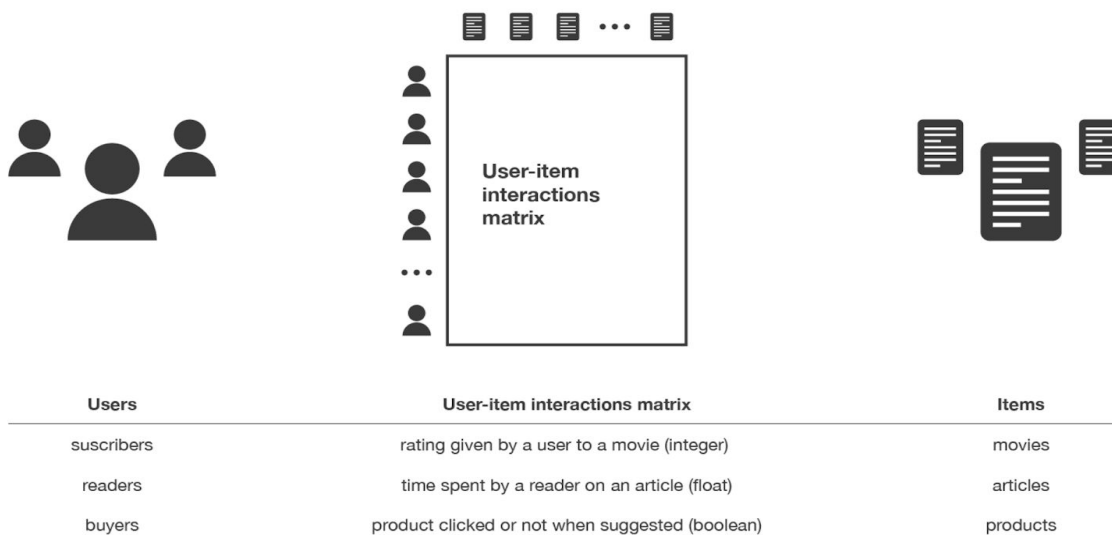 User-item
interactions
matrix
Users User-item interactions matrix Items
suscribers rating given by a user to a movie (integer) movies
readers time spent by a reader on an article (float) articles
buyers product clicked or not when suggested (boolean) products